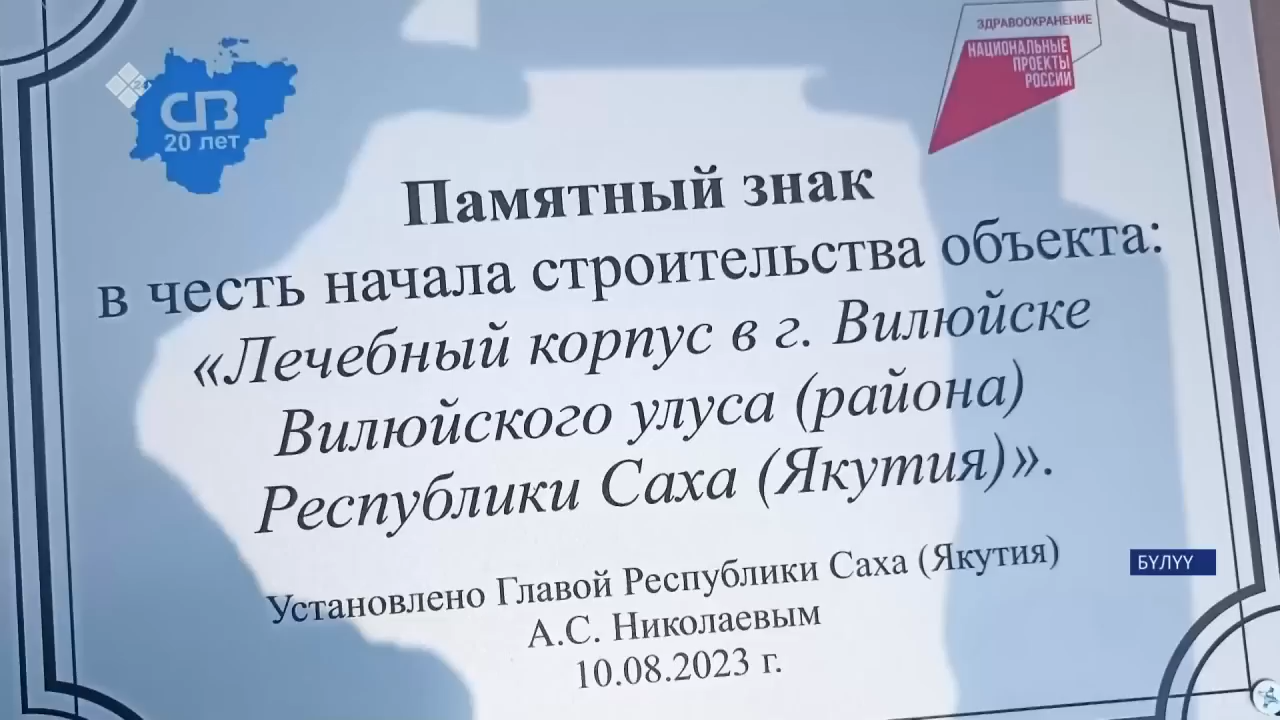 СВ
20 лет
ЗДРАВООХРАНЕНИЕ
НАЦИОНАЛЬНЫЕ
ПРОЕКТЫ
РОССИИ
Памятный знак
в честь начала строительства объекта:
«Лечебный корпус в г. Вилюйске
Вилюйского улуса (района)
Республики Саха (Якутия)».
Установлено Главой Республики Саха (Якутия)
А.С. Николаевым
10.08.2023 г.
БҮЛҮҮ